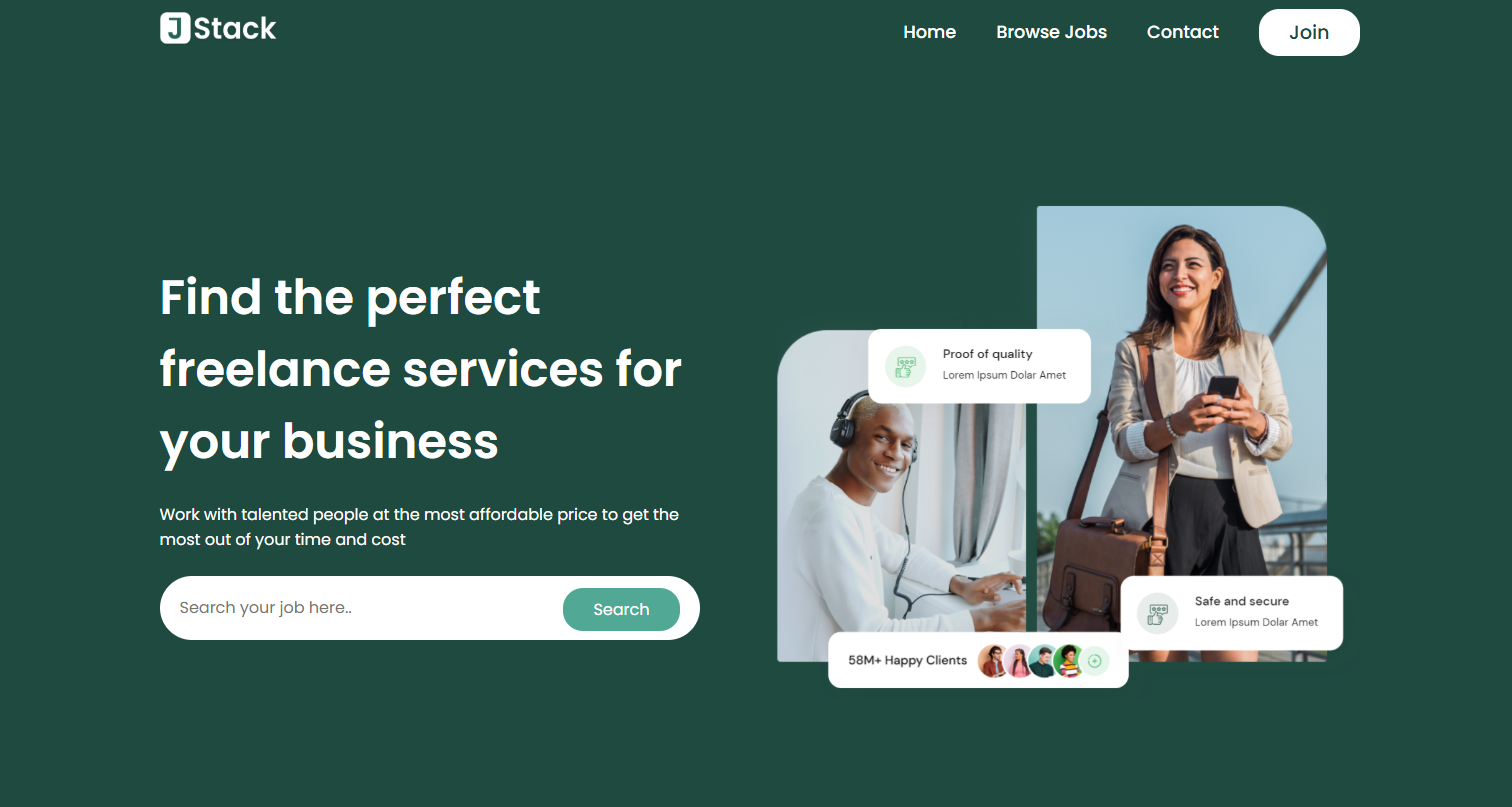 J Stack
Home
Browse Jobs
Contact
Join
Find the perfect
freelance services for
your business
Work with talented people at the most affordable price to get the
most out of your time and cost
Search your job here..
Search
Proof of quality
Lorem Ipsum Dolar Amet
Safe and secure
Lorem Ipsum Dolar Amet
58M+ Happy Clients